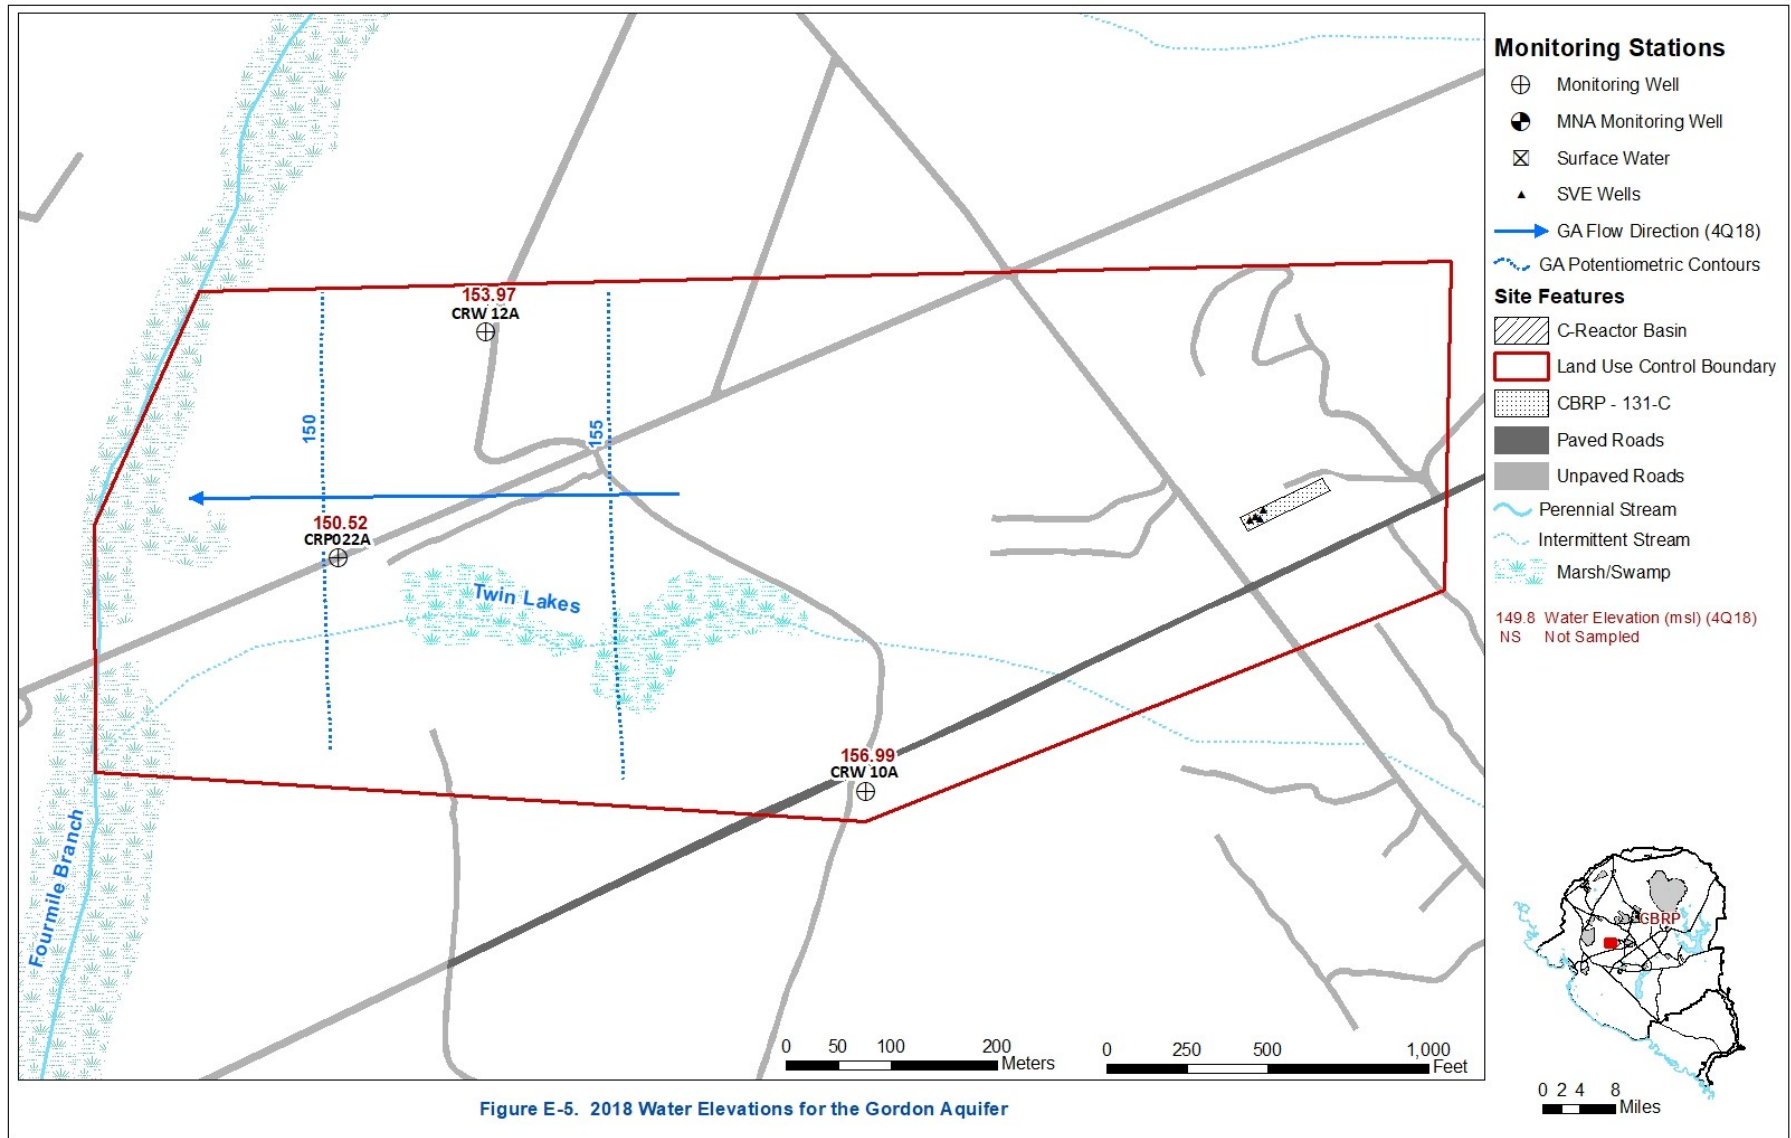 153.97
CRW 12A
150
155
150.52
CRP022A
Twin Lakes
156.99
CRW 10A
Fourmile Branch
0 50 100 200
Meters
0 250 500 1,000
Feet
Monitoring Stations
Monitoring Well
MNA Monitoring Well
Surface Water
SVE Wells
GA Flow Direction (4Q18)
GA Potentiometric Contours
Site Features
C-Reactor Basin
Land Use Control Boundary
CBRP - 131-C
Paved Roads
Unpaved Roads
Perennial Stream
Intermittent Stream
Marsh/Swamp
149.8 Water Elevation (msl) (4Q18)
NS Not Sampled
CBRP
0 2 4 8
Miles
Figure E-5. 2018 Water Elevations for the Gordon Aquifer